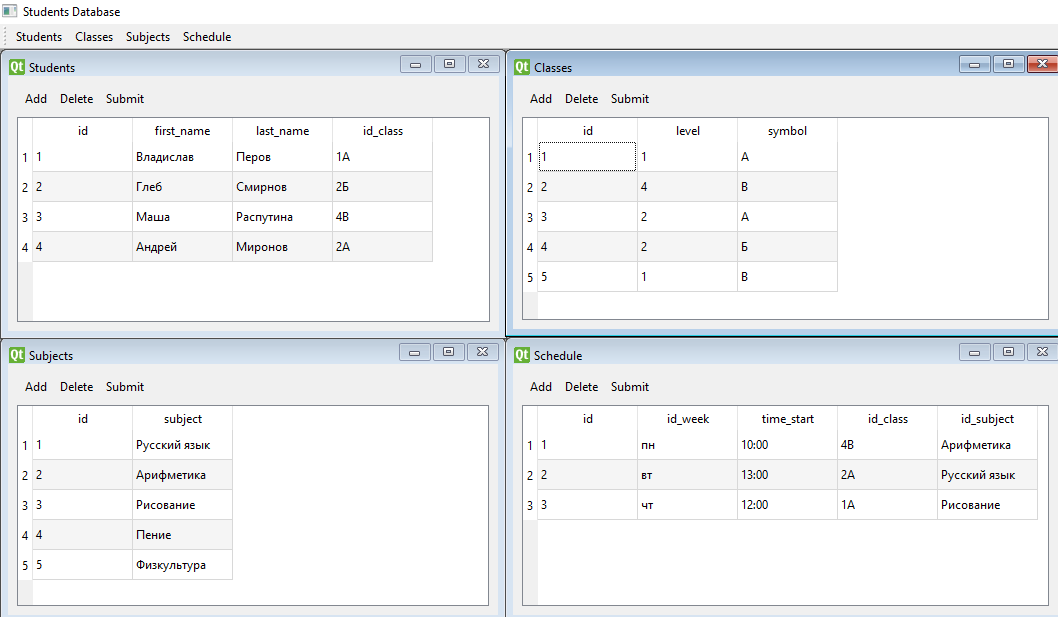 Students Database
Students Classes Subjects Schedule
Qt Students
Add Delete Submit
id first_name last_name id_class
1 1 Владислав Перов 1А
2 2 Глеб Смирнов 2Б
3 3 Маша Распутина 4В
4 4 Андрей Миронов 2А
Qt Classes
Add Delete Submit
id level symbol
1 1 1 А
2 2 4 В
3 3 2 А
4 4 2 Б
5 5 1 В
Qt Subjects
Add Delete Submit
id subject
1 1 Русский язык
2 2 Арифметика
3 3 Рисование
4 4 Пение
5 5 Физкультура
Qt Schedule
Add Delete Submit
id id_week time_start id_class id_subject
1 1 пн 10:00 4В Арифметика
2 2 вт 13:00 2А Русский язык
3 3 чт 12:00 1А Рисование